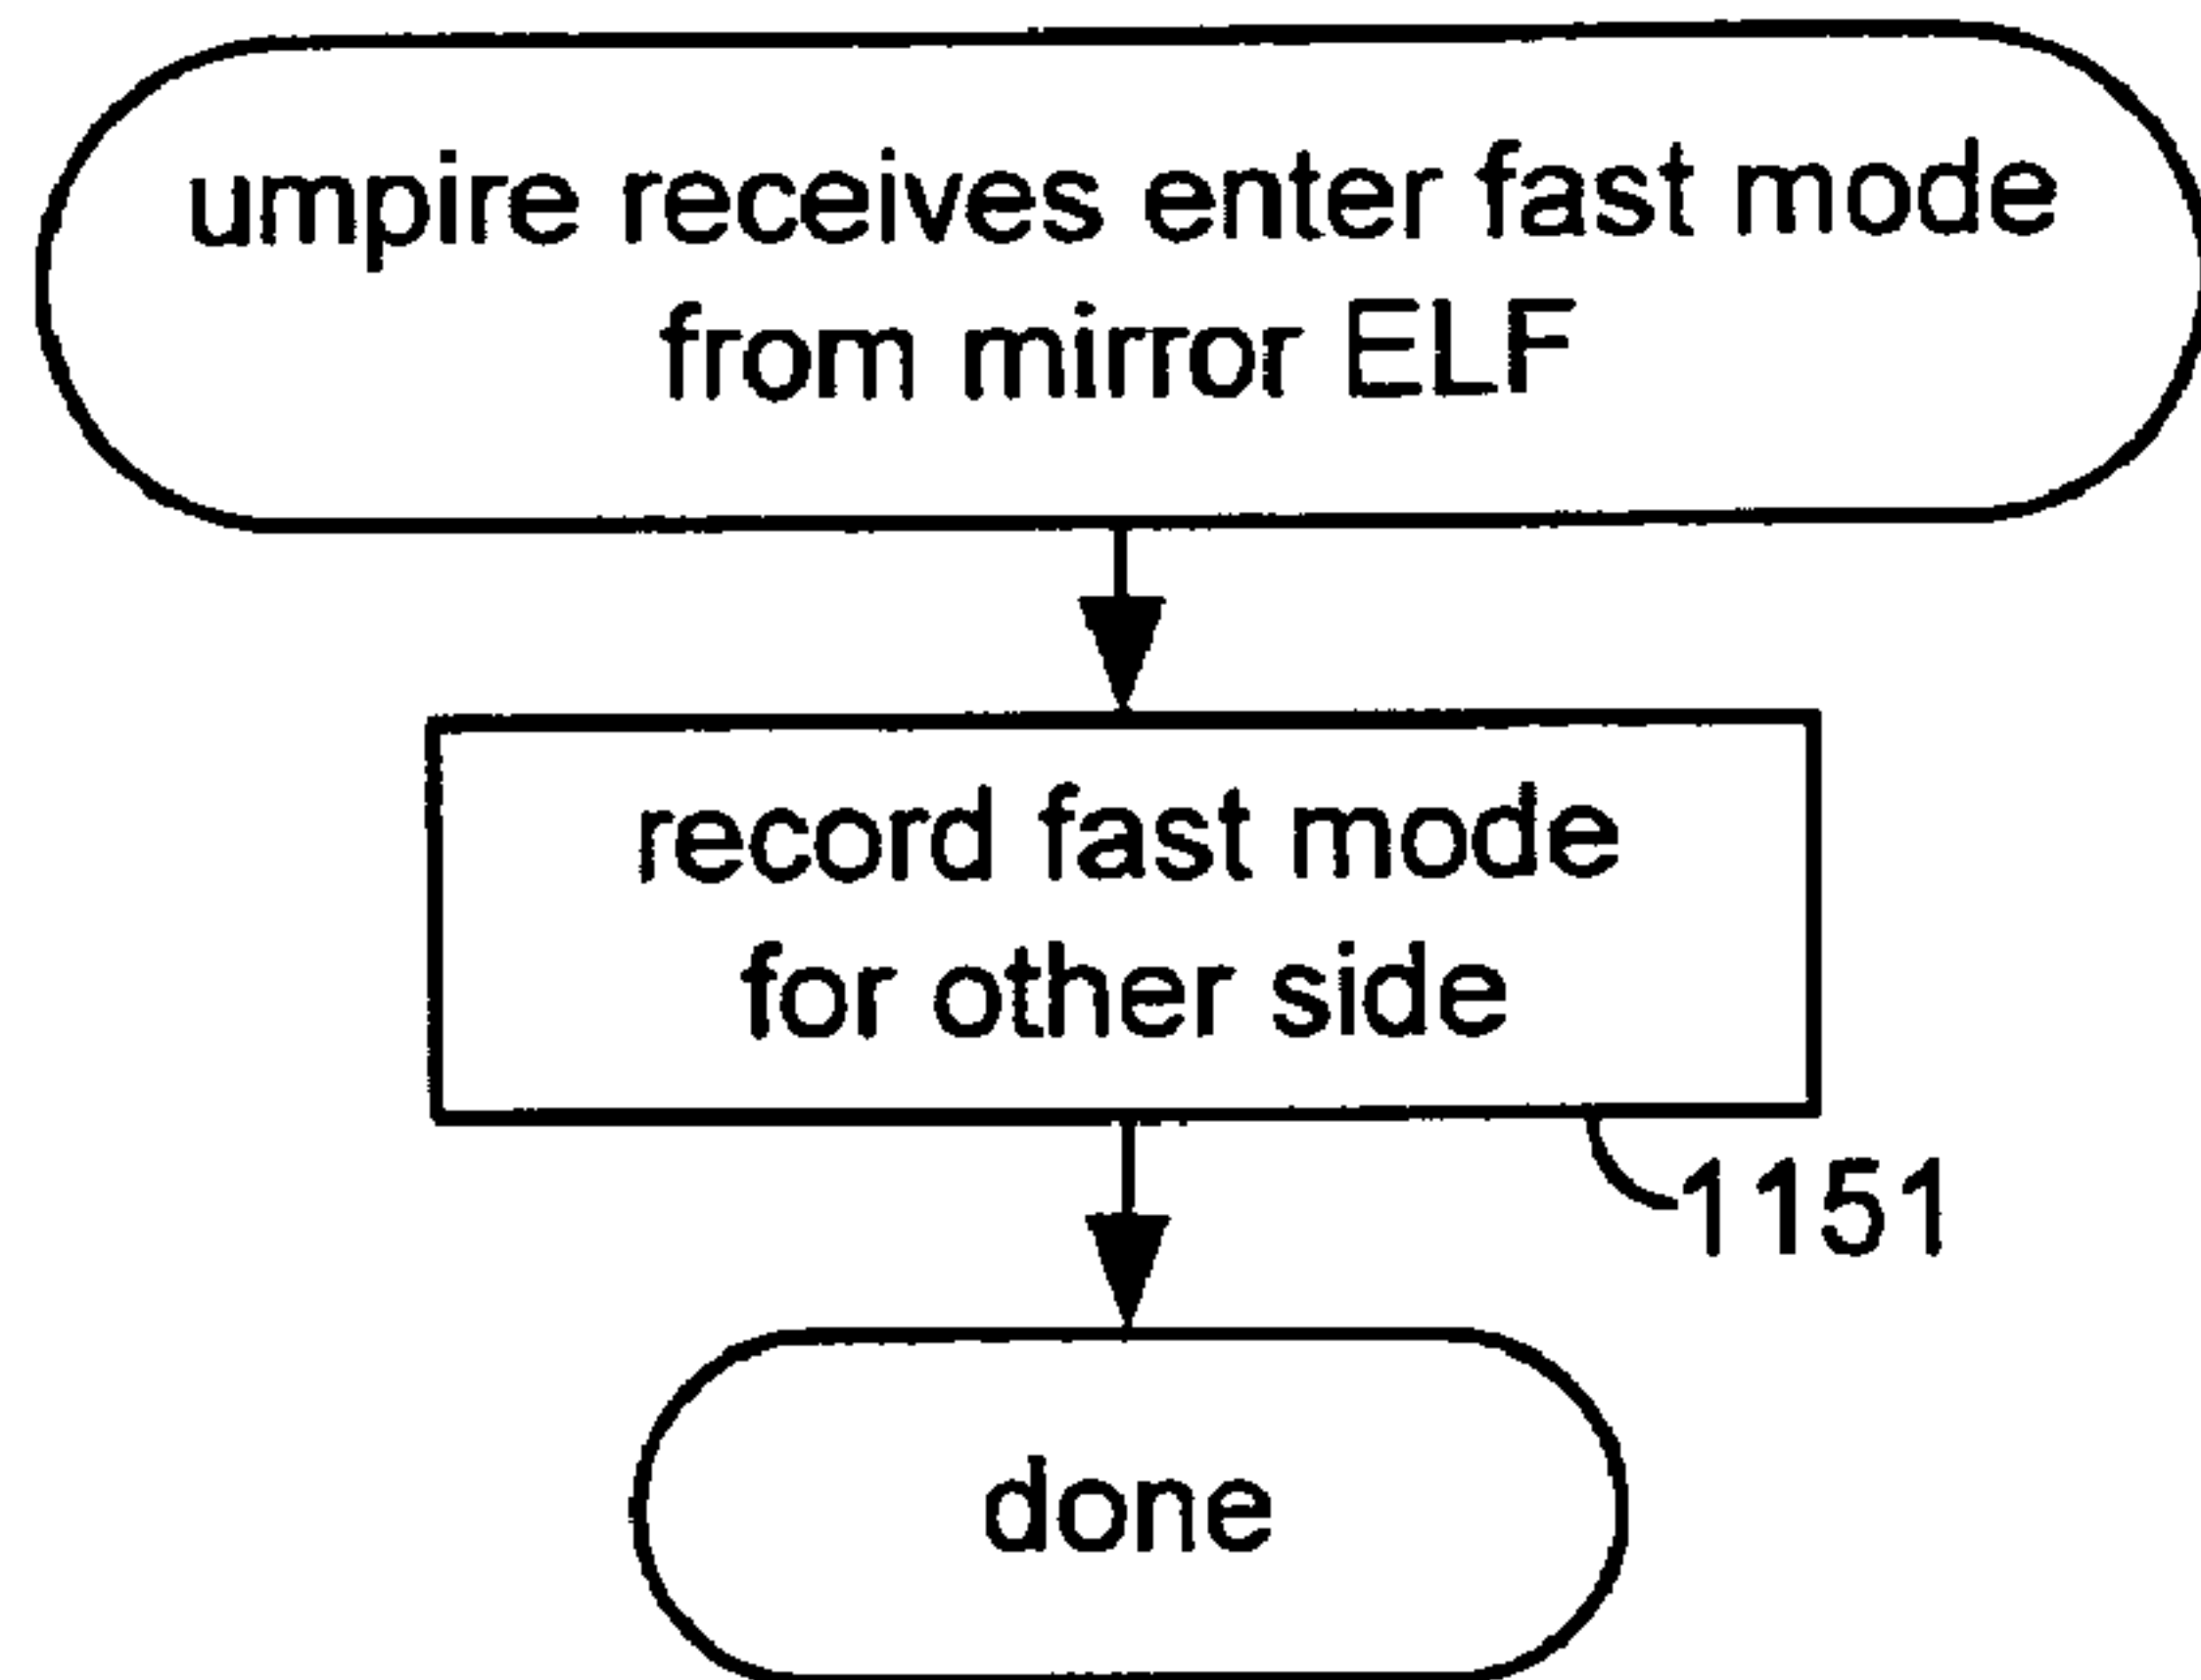 umpire receives enter fast mode
from mirror ELF
record fast mode
for other side
1151
done